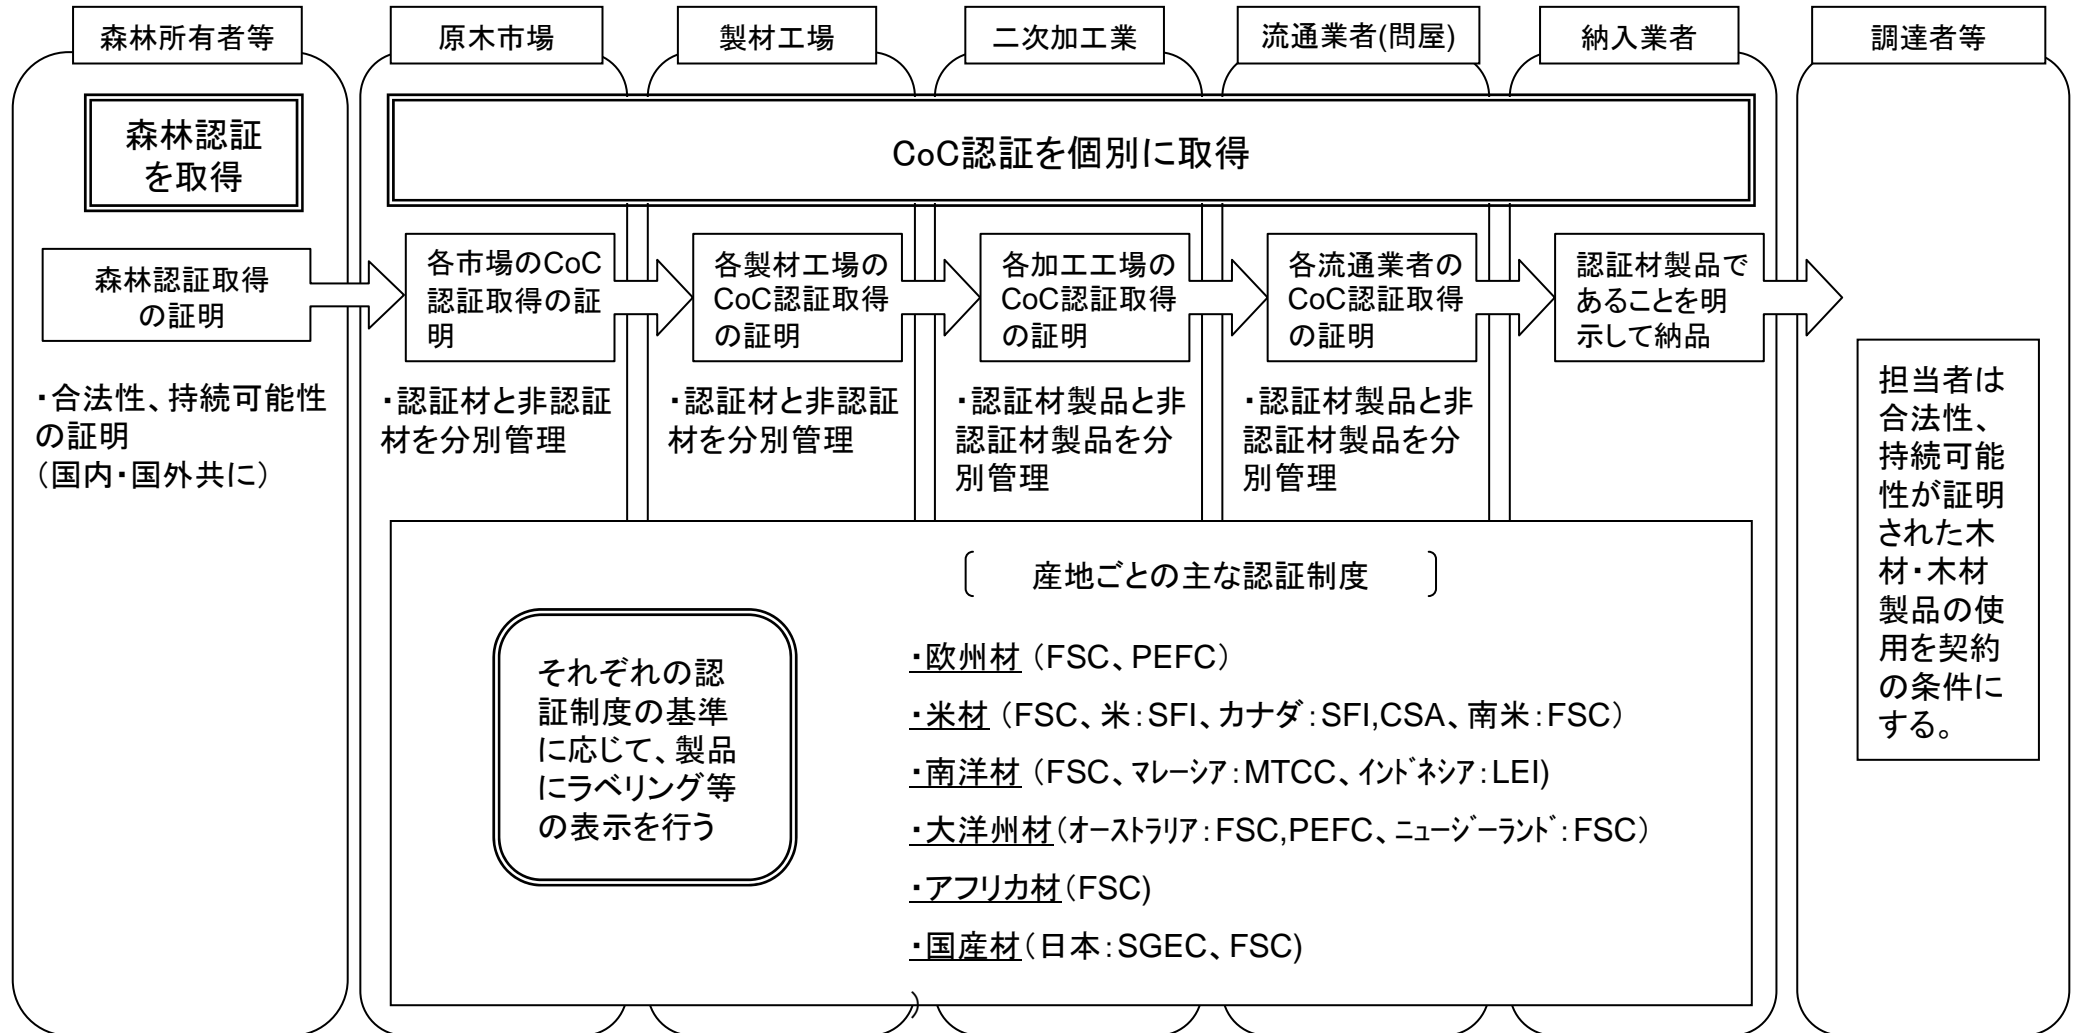 森林所有者等
原木市場
製材工場
二次加工業
流通業者(問屋)
納入業者
調達者等
森林認証
を取得
CoC認証を個別に取得
森林認証取得
の証明
各市場のCoC
認証取得の証
明
各製材工場の
CoC認証取得
の証明
各加工工場の
CoC認証取得
の証明
各流通業者の
CoC認証取得
の証明
認証材製品で
あることを明
示して納品
・合法性、持続可能性
の証明
（国内・国外共に）
・認証材と非認証
材を分別管理
・認証材と非認証
材を分別管理
・認証材製品と非
認証材製品を分
別管理
・認証材製品と非
認証材製品を分
別管理
担当者は
合法性、
持続可能
性が証明
された木
材・木材
製品の使
用を契約
の条件に
する。
〔 産地ごとの主な認証制度 〕
それぞれの認
証制度の基準
に応じて、製品
にラベリング等
の表示を行う
・欧州材（FSC、PEFC）
・米材（FSC、米：SFI、カナダ：SFI,CSA、南米：FSC）
・南洋材（FSC、ﾏﾚｰｼｱ：MTCC、ｲﾝﾄﾞﾈｼｱ：LEI)
・大洋州材（ｵｰｽﾄﾗﾘｱ：FSC,PEFC、ﾆｭｰｼﾞｰﾗﾝﾄﾞ：FSC）
・アフリカ材（FSC)
・国産材（日本：SGEC、FSC)
）